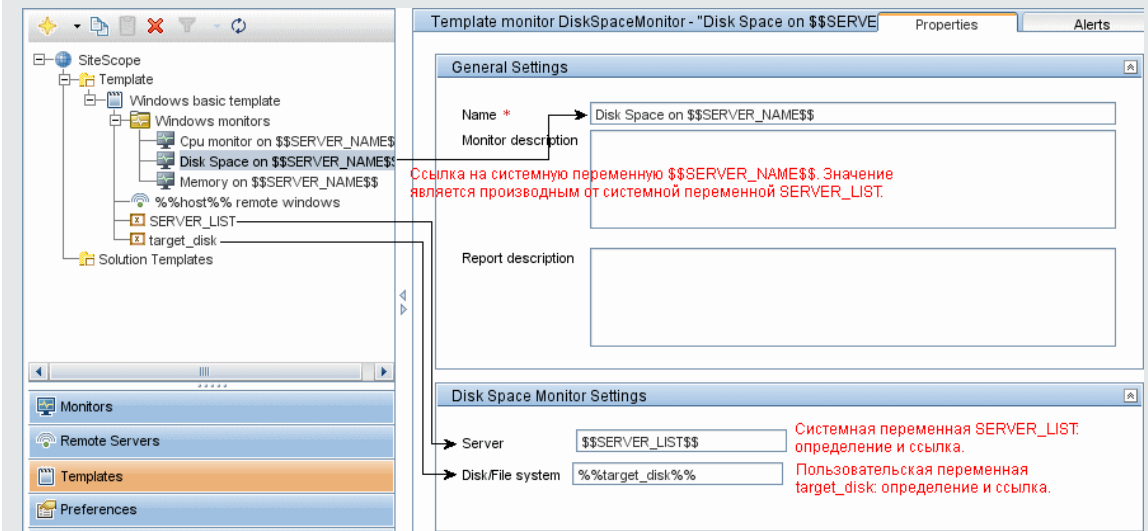 SiteScope
Template
Windows basic template
Windows monitors
Cpu monitor on $$SERVER_NAME$
Disk Space on $$SERVER_NAME$$
Memory on $$SERVER_NAME$$
%%host%% remote windows
SERVER_LIST
target_disk
Solution Templates
Monitors
Remote Servers
Templates
Preferences
Template monitor DiskSpaceMonitor - "Disk Space on $$SERVE
Properties
Alerts
General Settings
Name *
Disk Space on $$SERVER_NAME$$
Monitor description
Ссылка на системную переменную $$SERVER_NAME$$. Значение
является производным от системной переменной SERVER_LIST.
Report description
Disk Space Monitor Settings
Server
$$SERVER_LIST$$
Системная переменная SERVER_LIST:
определение и ссылка.
Disk/File system
%%target_disk%%
Пользовательская переменная
target_disk: определение и ссылка.